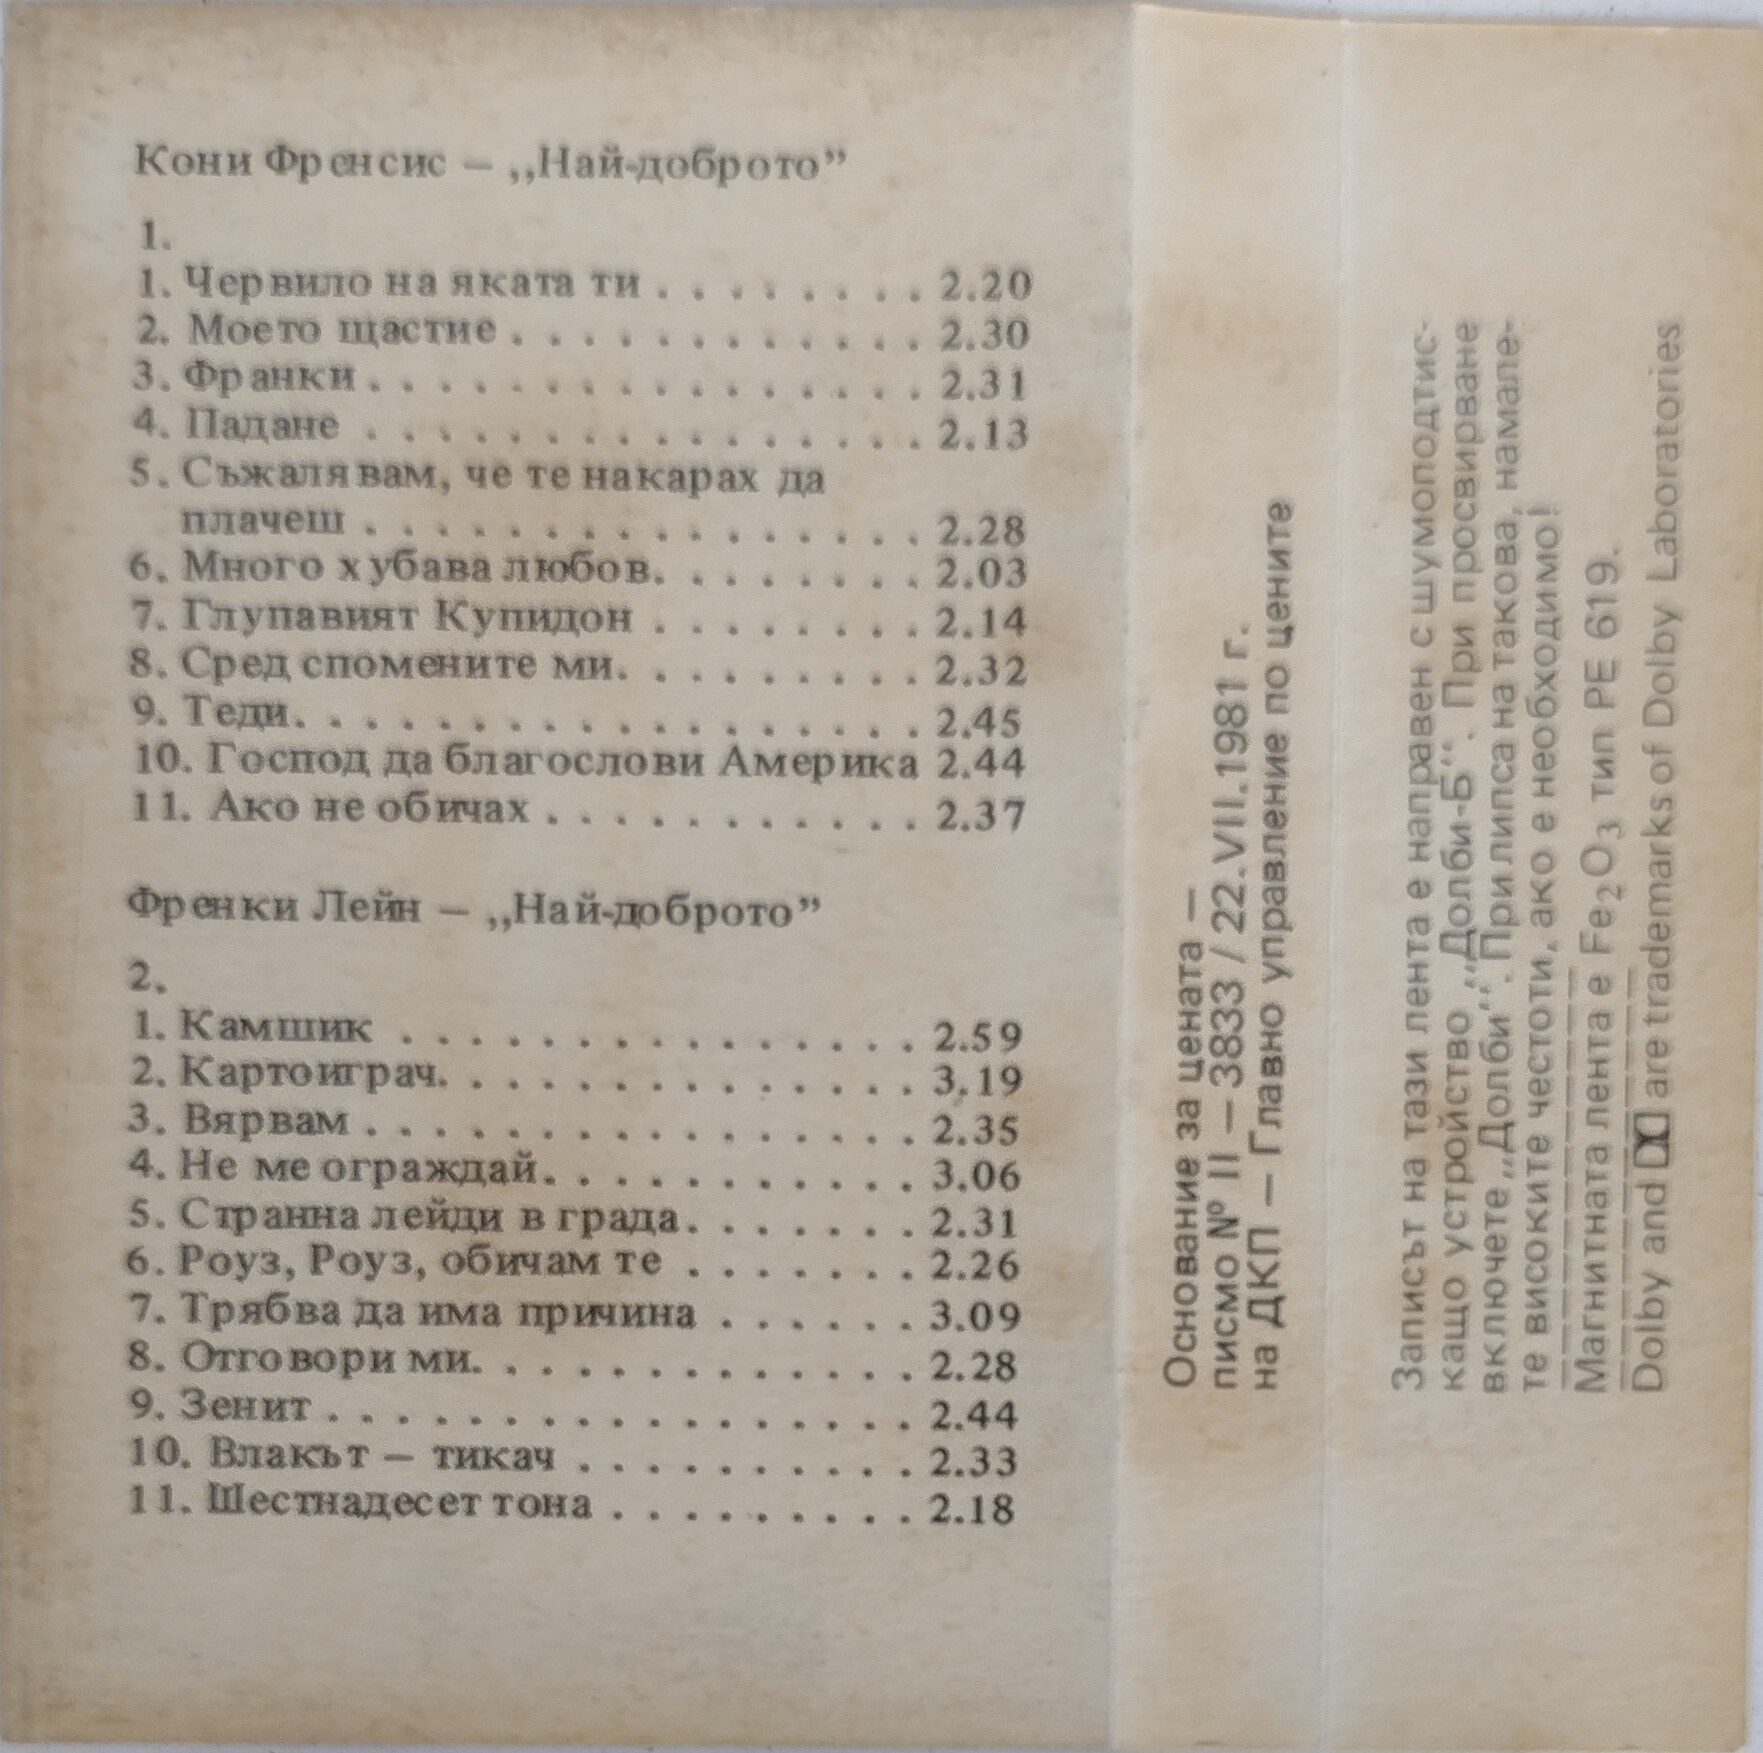 Кони Френсис – ,,Най-доброто”
1.
1. Червило на яката ти . . . . . . . . 2.20
2. Моето щастие . . . . . . . . . . . . 2.30
3. Франки . . . . . . . . . . . . . . . . 2.31
4. Падане . . . . . . . . . . . . . . . . 2.13
5. Съжалявам, че те накарах да
плачеш . . . . . . . . . . . . . . . . 2.28
6. Много хубава любов. . . . . . . . 2.03
7. Глупавият Купидон . . . . . . . . 2.14
8. Сред спомените ми. . . . . . . . . 2.32
9. Теди. . . . . . . . . . . . . . . . . . 2.45
10. Господ да благослови Америка 2.44
11. Ако не обичах . . . . . . . . . . . 2.37
Френки Лейн – ,,Най-доброто”
2.
1. Камшик . . . . . . . . . . . . . . . 2.59
2. Картоиграч. . . . . . . . . . . . . . 3.19
3. Вярвам . . . . . . . . . . . . . . . . 2.35
4. Не ме ограждай. . . . . . . . . . . 3.06
5. Странна лейди в града. . . . . . . 2.31
6. Роуз, Роуз, обичам те . . . . . . . 2.26
7. Трябва да има причина . . . . . . 3.09
8. Отговори ми. . . . . . . . . . . . . 2.28
9. Зенит . . . . . . . . . . . . . . . . . 2.44
10. Влакът – тикач . . . . . . . . . . 2.33
11. Шестнадесет тона . . . . . . . . . 2.18
Основание за цената –
писмо № II – 3833 / 22.VII.1981 г.
на ДКП – Главно управление по цените
Записът на тази лента е направен с шумоподтис-
кащо устройство ,,Долби-Б“. При просвирване
включете ,,Долби“. При липса на такова, намале-
те високите честоти, ако е необходимо!
Магнитната лента е Fe₂O₃ тип PE 619.
Dolby and are trademarks of Dolby Laboratories